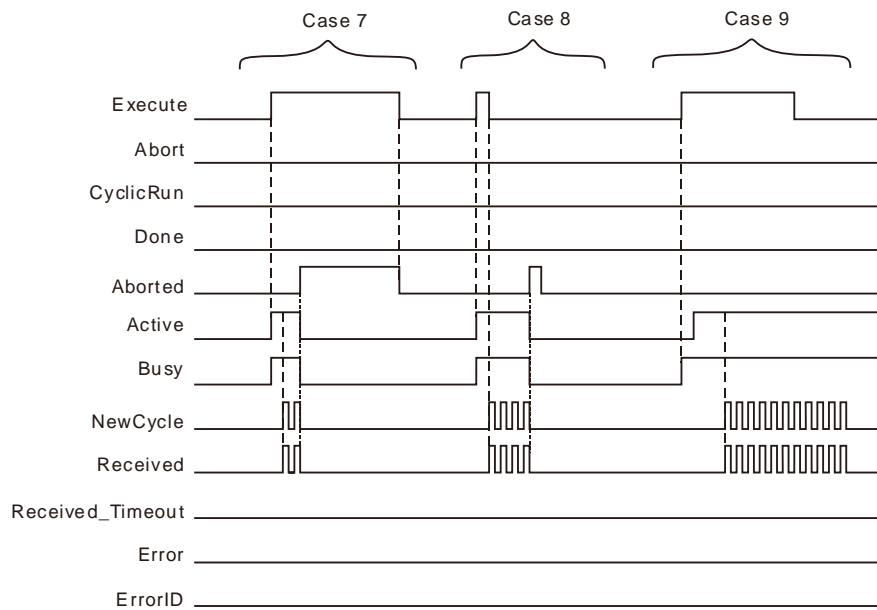 Case 7
Case 8
Case 9
Execute
Abort
CyclicRun
Done
Aborted
Active
Busy
NewCycle
Received
Received_Timeout
Error
ErrorID